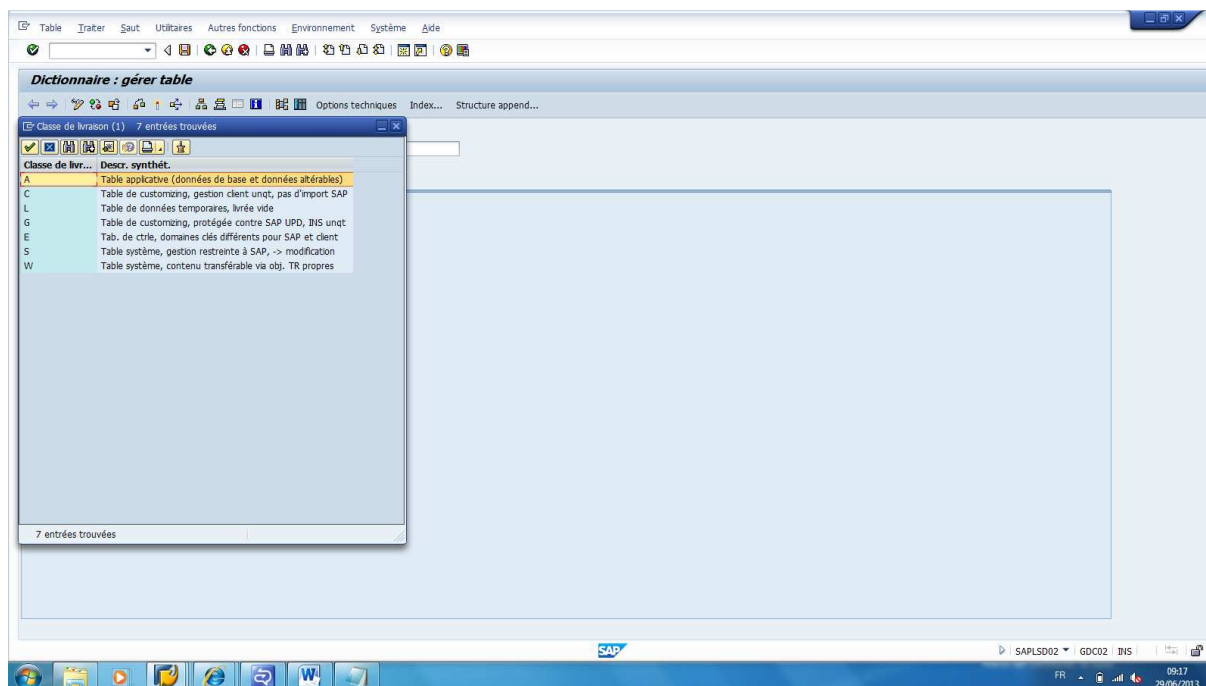 Table Traiter Saut Utilitaires Autres fonctions Environnement Système Aide
Dictionnaire : gérer table
Options techniques Index... Structure append...
Classe de livraison (1) 7 entrées trouvées
Classe de livr... Descr. synthét.
A Table applicative (données de base et données altérables)
C Table de customizing, gestion client unqt, pas d'import SAP
L Table de données temporaires, livrée vide
G Table de customizing, protégée contre SAP UPD, INS unqt
E Tab. de ctrle, domaines clés différents pour SAP et client
S Table système, gestion restreinte à SAP, -> modification
W Table système, contenu transférable via obj. TR propres
7 entrées trouvées
SAP
SAPLSD02 GDC02 INS
FR 09:17
29/06/2013